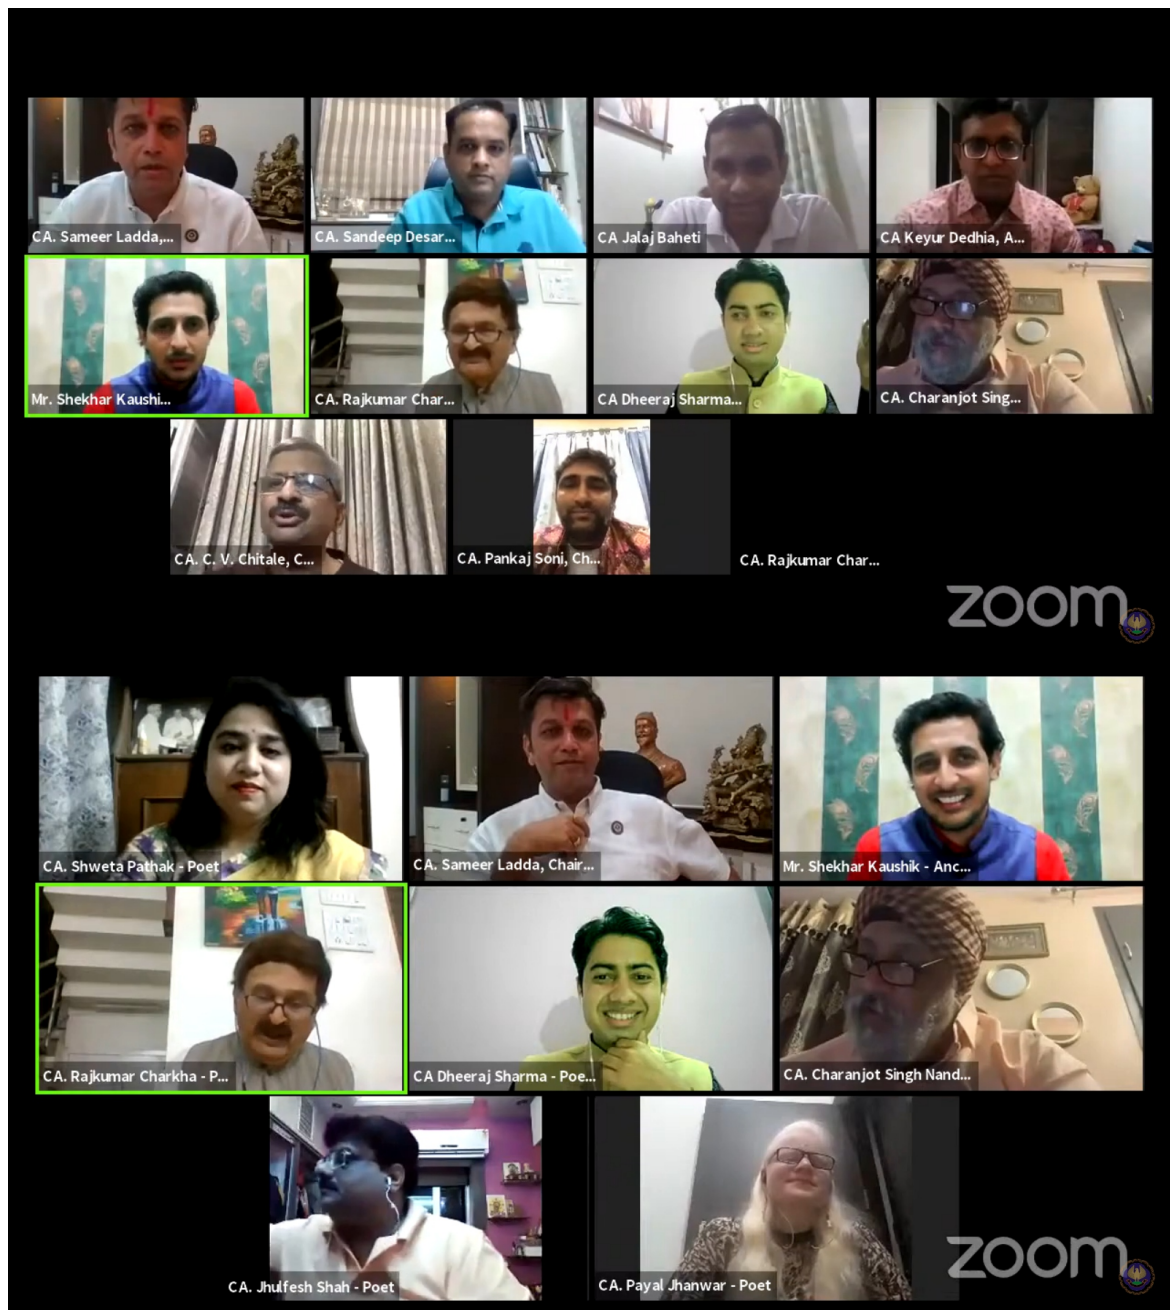 CA. Sameer Ladda,...
CA. Sandeep Desar...
CA Jalaj Baheti
CA Keyur Dedhia, A...
Mr. Shekhar Kaushi...
CA. Rajkumar Char...
CA Dheeraj Sharma...
CA. Charanjot Sing...
CA. C. V. Chitale, C...
CA. Pankaj Soni, Ch...
CA. Rajkumar Char...
zoom
CA. Shweta Pathak - Poet
CA. Sameer Ladda, Chair...
Mr. Shekhar Kaushik - Anc...
CA. Rajkumar Charkha - P...
CA Dheeraj Sharma - Poe...
CA. Charanjot Singh Nand...
CA. Jhulfesh Shah - Poet
CA. Payal Jhanwar - Poet
zoom